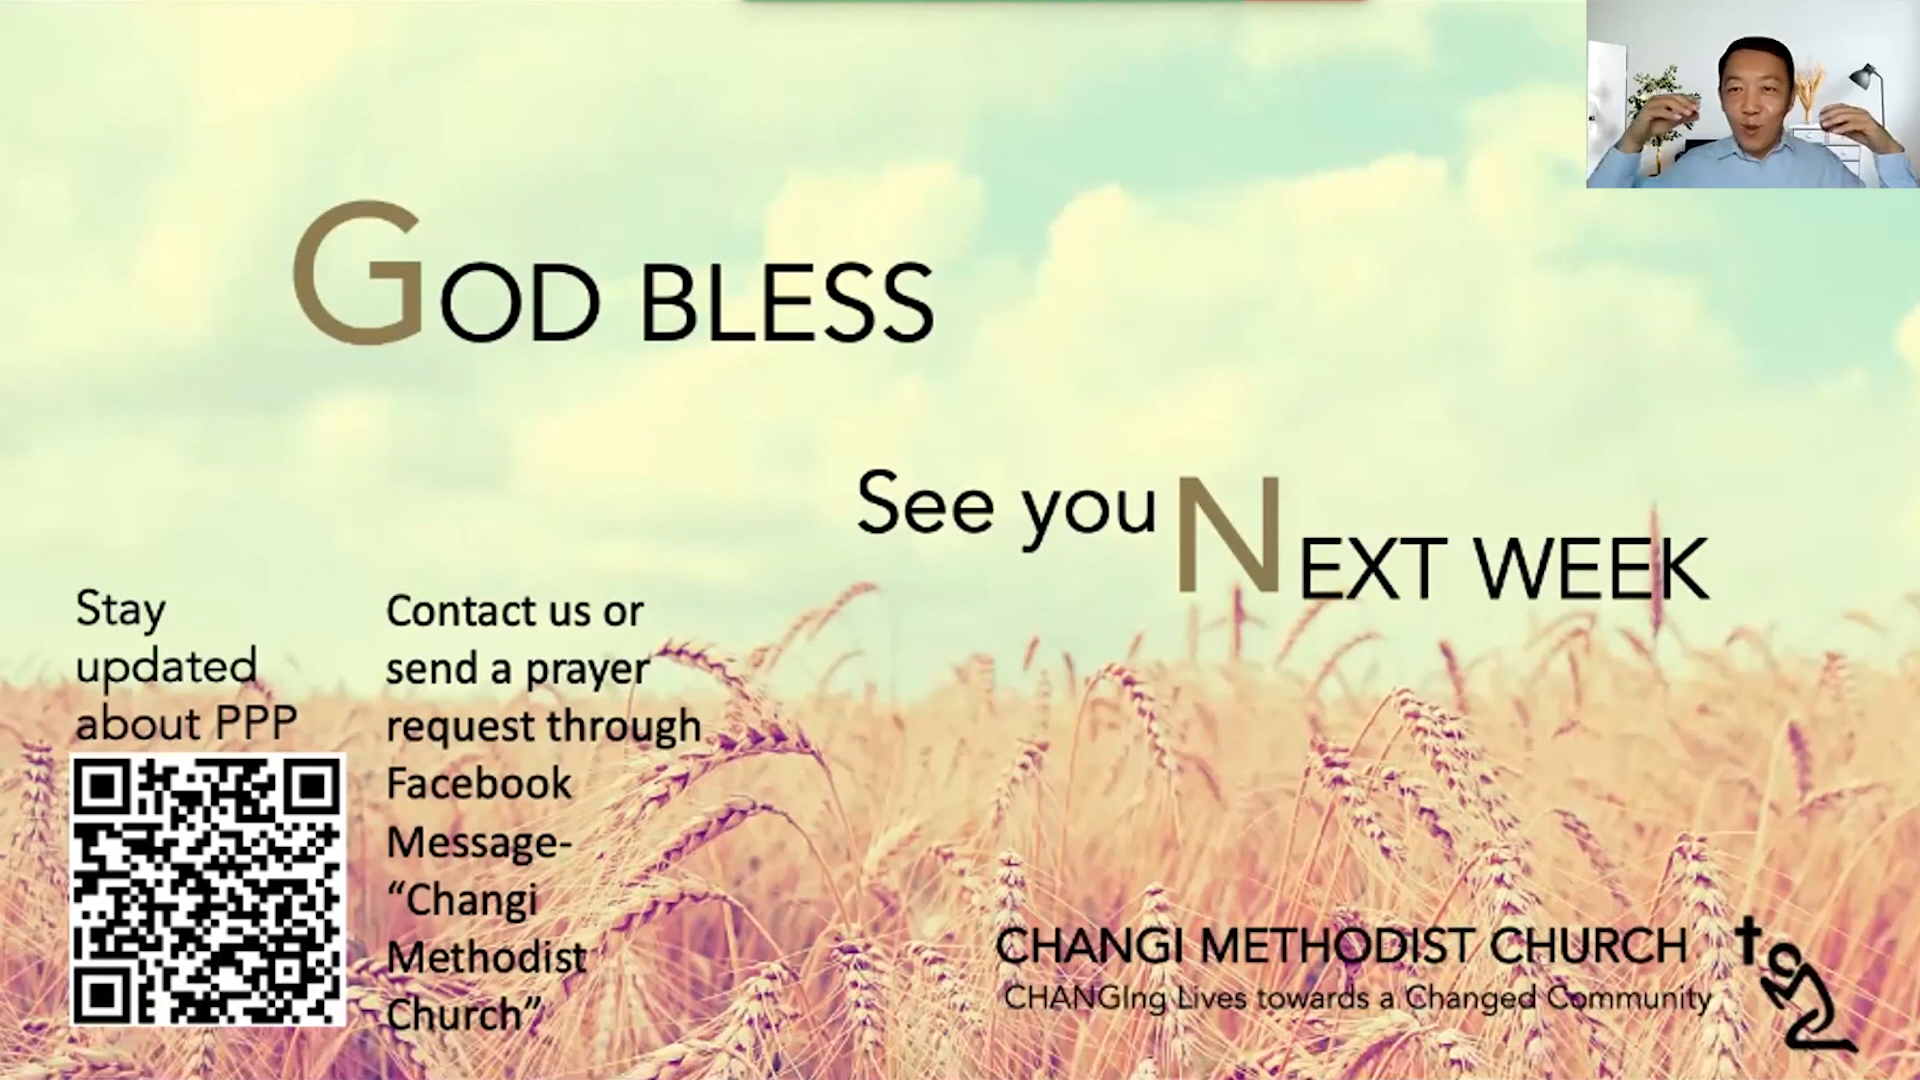 GOD BLESS
See you NEXT WEEK
Stay
updated
about PPP
Contact us or
send a prayer
request through
Facebook
Message-
“Changi
Methodist
Church”
CHANGI METHODIST CHURCH
CHANGIng Lives towards a Changed Community